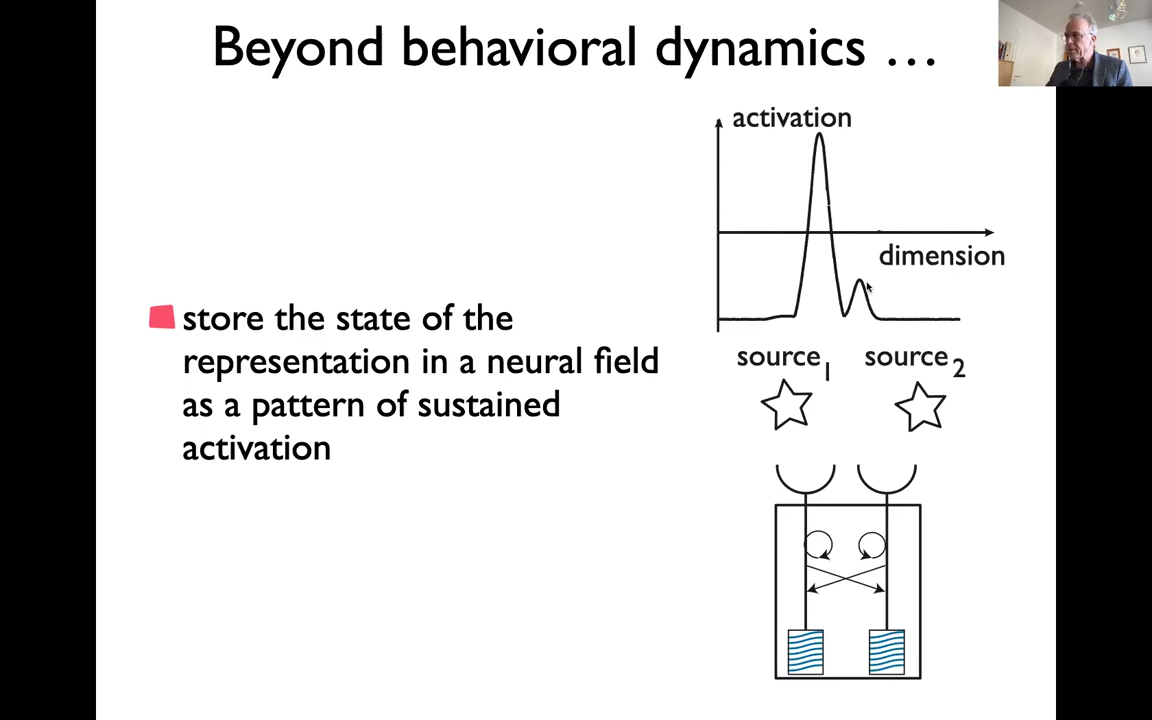 Beyond behavioral dynamics …
activation
dimension
store the state of the
representation in a neural field
as a pattern of sustained
activation
source1 source2